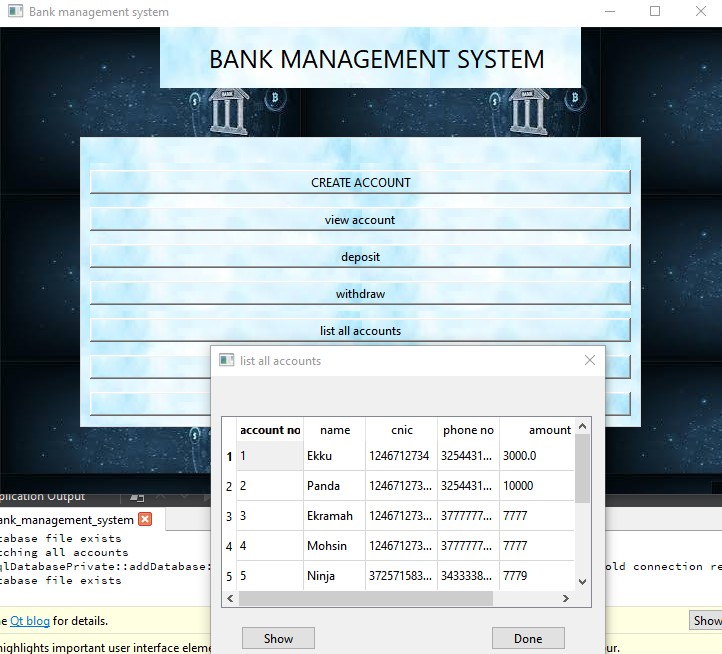 Bank management system
BANK MANAGEMENT SYSTEM
BANK
BANK
CREATE ACCOUNT
view account
deposit
withdraw
list all accounts
list all accounts
account no name cnic phone no amount
1 1 Ekku 1246712734 3254431... 3000.0
2 2 Panda 124671273... 3254431... 10000
3 3 Ekramah 124671273... 3777777... 7777
4 4 Mohsin 124671273... 3777777... 7777
5 5 Ninja 372571583... 3433338... 7779
Show Done
plication Output
ank_management_system
tabase file exists
tching all accounts
qlDatabasePrivate::addDatabase: old connection re
tabase file exists
he Qt blog for details. Show
highlights important user interface eleme ur.